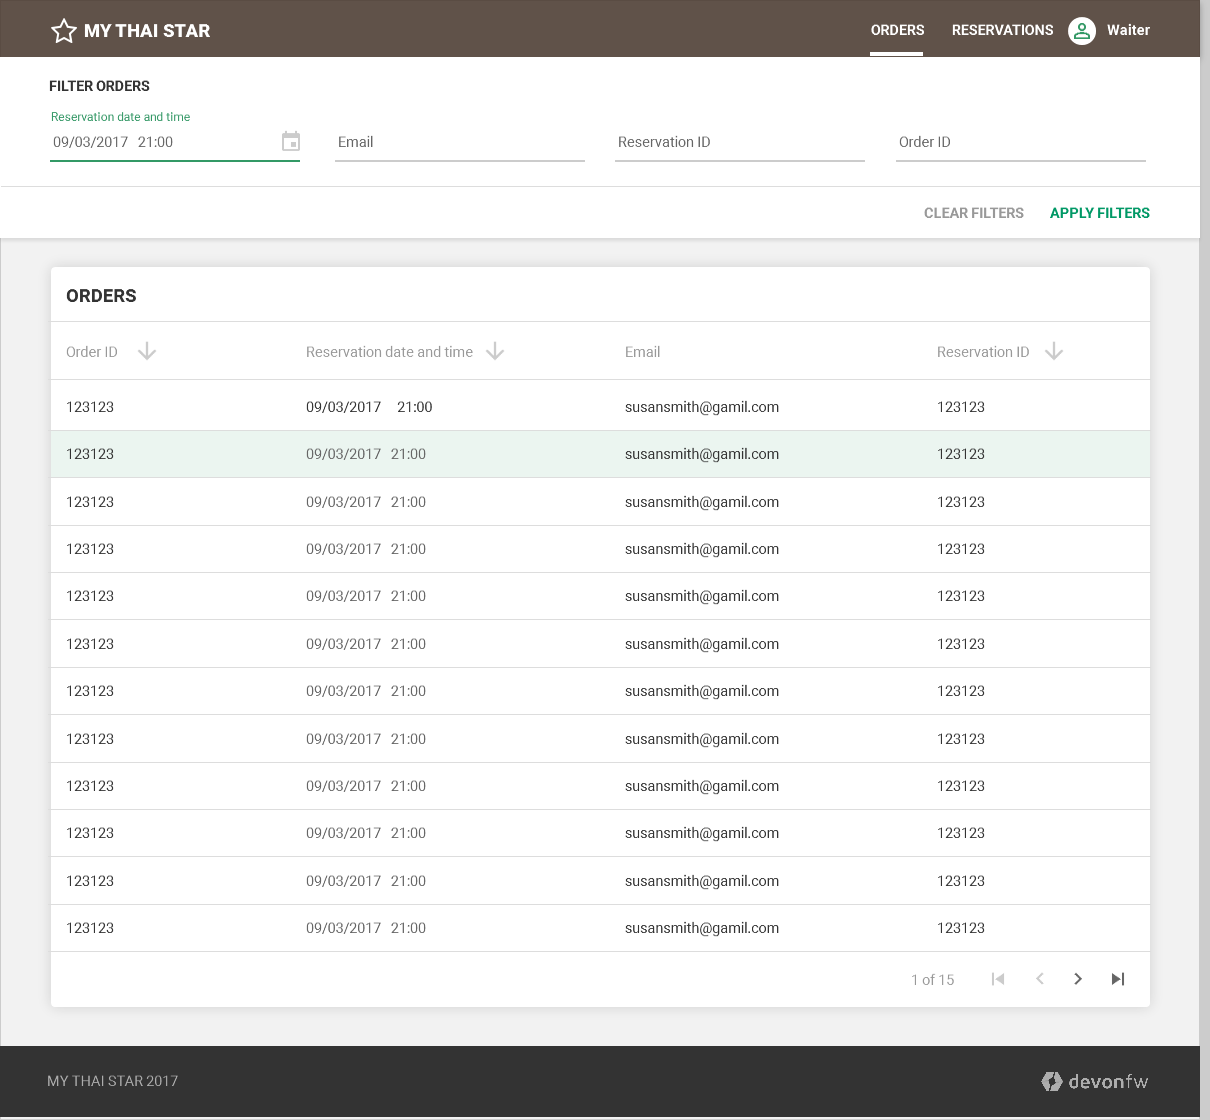 MY THAI STAR ORDERS RESERVATIONS Waiter
FILTER ORDERS
Reservation date and time
09/03/2017 21:00 Email Reservation ID Order ID
CLEAR FILTERS APPLY FILTERS
ORDERS
Order ID Reservation date and time Email Reservation ID
123123 09/03/2017 21:00 susansmith@gamil.com 123123
123123 09/03/2017 21:00 susansmith@gamil.com 123123
123123 09/03/2017 21:00 susansmith@gamil.com 123123
123123 09/03/2017 21:00 susansmith@gamil.com 123123
123123 09/03/2017 21:00 susansmith@gamil.com 123123
123123 09/03/2017 21:00 susansmith@gamil.com 123123
123123 09/03/2017 21:00 susansmith@gamil.com 123123
123123 09/03/2017 21:00 susansmith@gamil.com 123123
123123 09/03/2017 21:00 susansmith@gamil.com 123123
123123 09/03/2017 21:00 susansmith@gamil.com 123123
123123 09/03/2017 21:00 susansmith@gamil.com 123123
123123 09/03/2017 21:00 susansmith@gamil.com 123123
1 of 15
MY THAI STAR 2017 devonfw